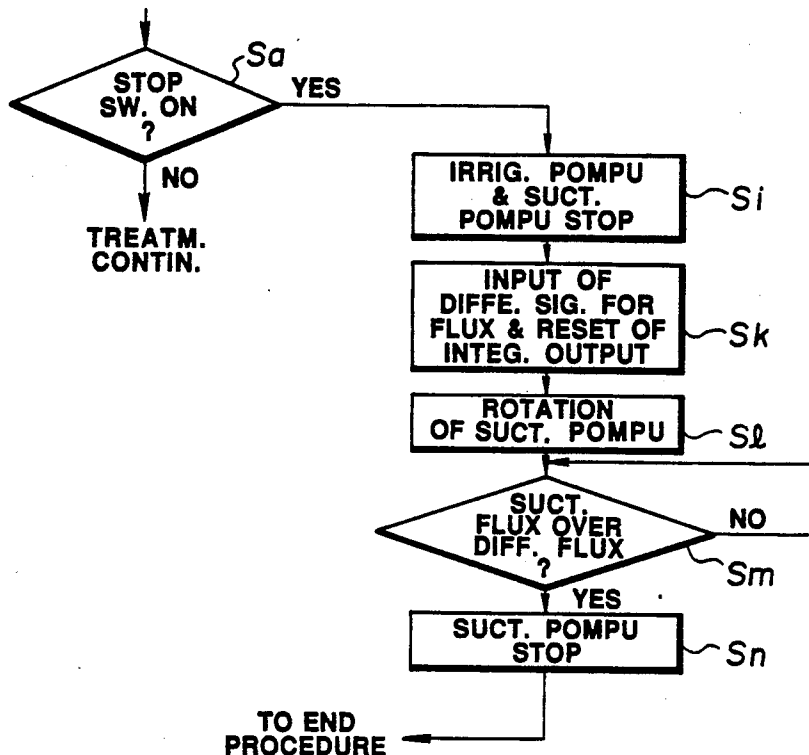 Sa
STOP
SW. ON
?
YES
NO
TREATM.
CONTIN.
IRRIG. POMPU
& SUCT.
POMPU STOP
Si
INPUT OF
DIFFE. SIG. FOR
FLUX & RESET OF
INTEG. OUTPUT
Sk
ROTATION
OF SUCT. POMPU
Sl
SUCT.
FLUX OVER
DIFF. FLUX
?
NO
Sm
YES
SUCT. POMPU
STOP
Sn
TO END
PROCEDURE